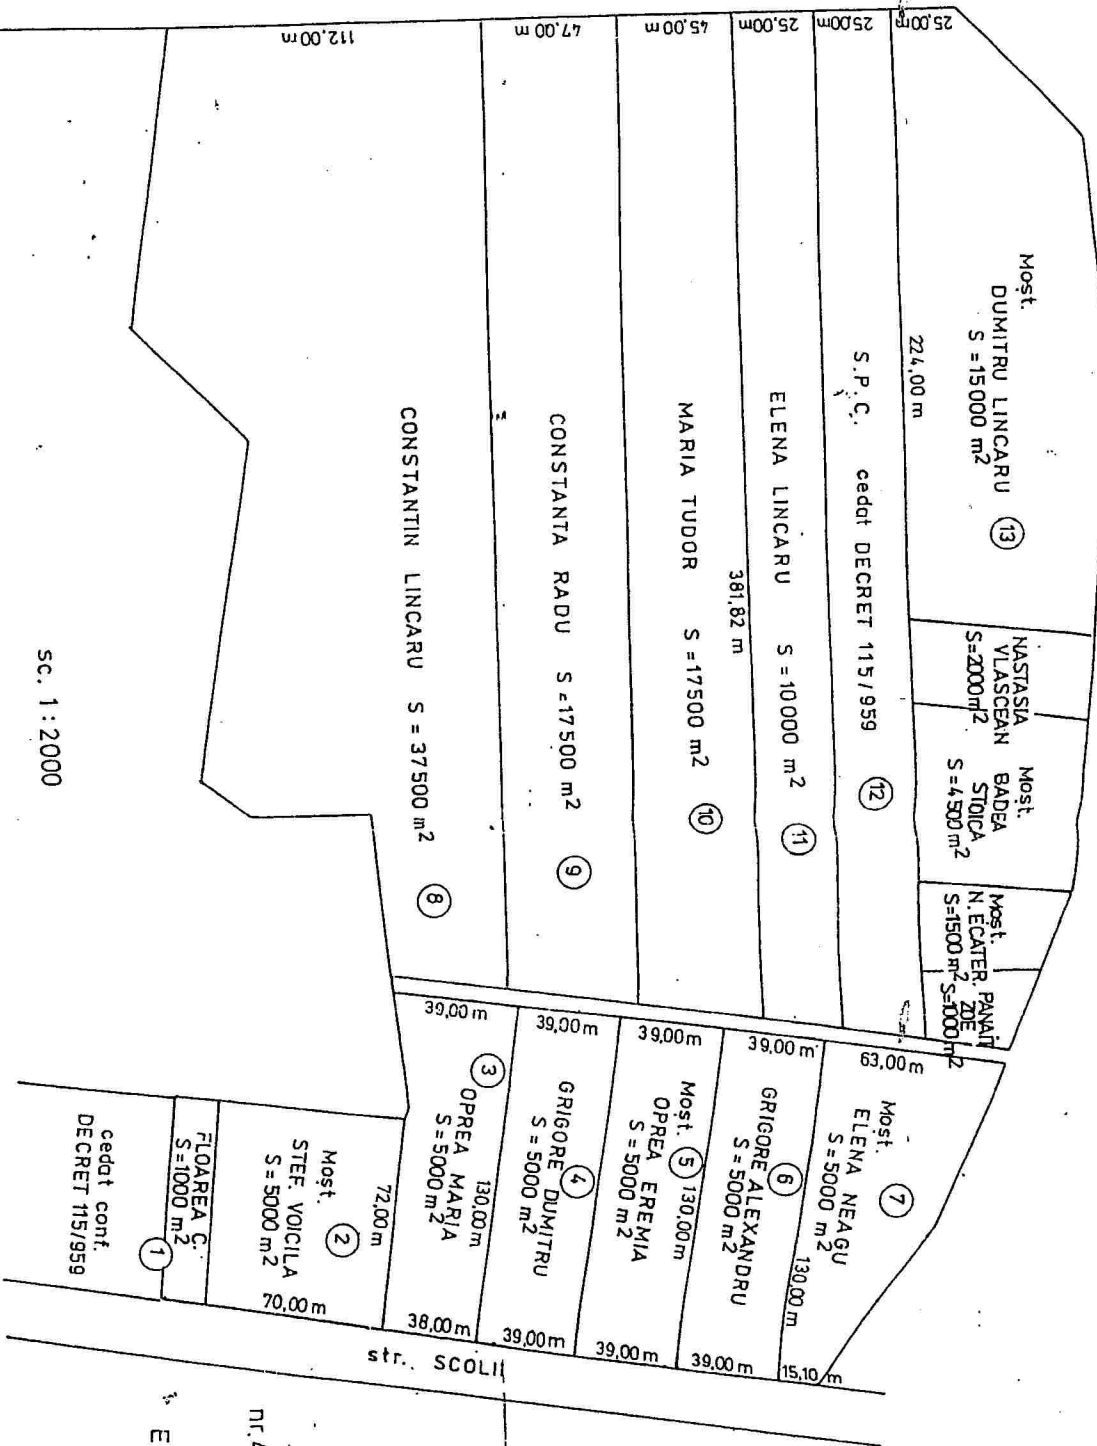 112,00 m
47,00 m
45,00 m
25,00m
25,00m
25,00m
Moșt.
DUMITRU LINCARU
S = 15000 m2
13
224,00 m
NASTASIA
VLASCEAN
S=2000m2
Moșt.
BADEA
STOICA
S = 4500 m2
Moșt.
N. ECATER.
S=1500 m2
PANAIT
ZOE
S=1000 m2
S.P.C. cedat DECRET 115/959
12
ELENA LINCARU S = 10000 m2
11
381,82 m
MARIA TUDOR S = 17500 m2
10
CONSTANTA RADU S = 17500 m2
9
CONSTANTIN LINCARU S = 37500 m2
8
39,00 m
39,00 m
39,00 m
39,00 m
63,00 m
Moșt.
ELENA NEAGU
S = 5000 m2
7
130,00 m
GRIGORE ALEXANDRU
S = 5000 m2
6
Moșt.
OPREA EREMIA
S = 5000 m2
5
130,00 m
GRIGORE DUMITRU
S = 5000 m2
4
OPREA MARIA
S = 5000 m2
3
130,00 m
72,00 m
Moșt.
STEF. VOICILA
S = 5000 m2
2
FLOAREA C.
S = 1000 m2
1
cedat conf.
DECRET 115/959
70,00 m
38,00 m
39,00 m
39,00 m
39,00 m
15,10 m
str. SCOLII
sc. 1:2000
nr.
E